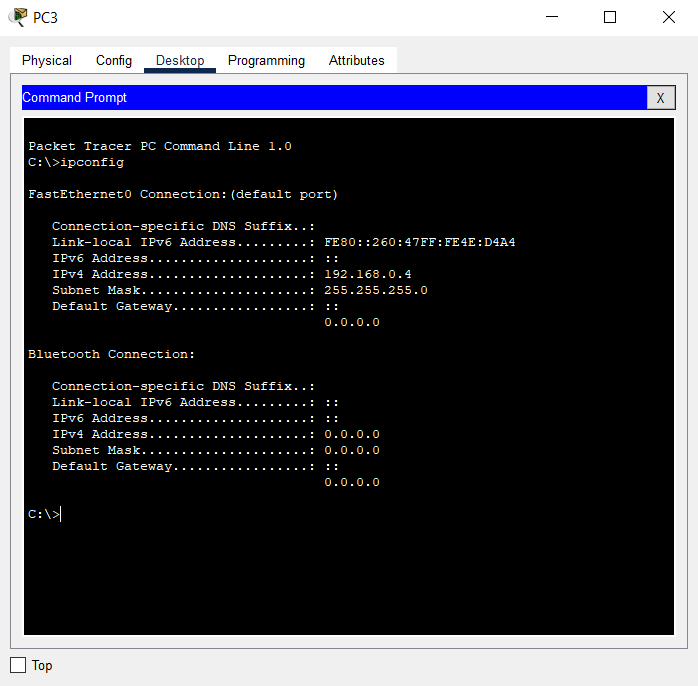 PC3
Physical Config Desktop Programming Attributes
Command Prompt X
Packet Tracer PC Command Line 1.0
C:\>ipconfig
FastEthernet0 Connection:(default port)
Connection-specific DNS Suffix..:
Link-local IPv6 Address.........: FE80::260:47FF:FE4E:D4A4
IPv6 Address....................: ::
IPv4 Address....................: 192.168.0.4
Subnet Mask.....................: 255.255.255.0
Default Gateway.................: ::
0.0.0.0
Bluetooth Connection:
Connection-specific DNS Suffix..:
Link-local IPv6 Address.........: ::
IPv6 Address....................: ::
IPv4 Address....................: 0.0.0.0
Subnet Mask.....................: 0.0.0.0
Default Gateway.................: ::
0.0.0.0
C:\>
Top